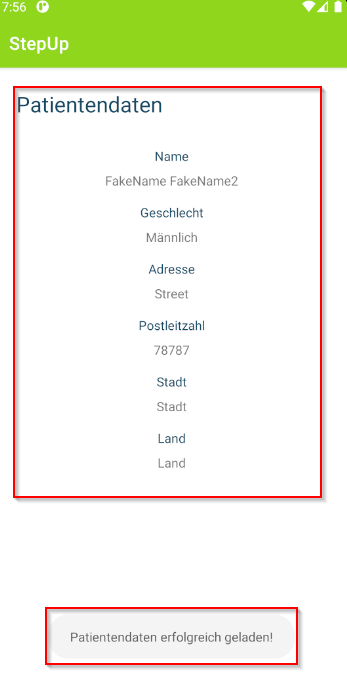 7:56
StepUp
Patientendaten
Name
FakeName FakeName2
Geschlecht
Männlich
Adresse
Street
Postleitzahl
78787
Stadt
Stadt
Land
Land
Patientendaten erfolgreich geladen!